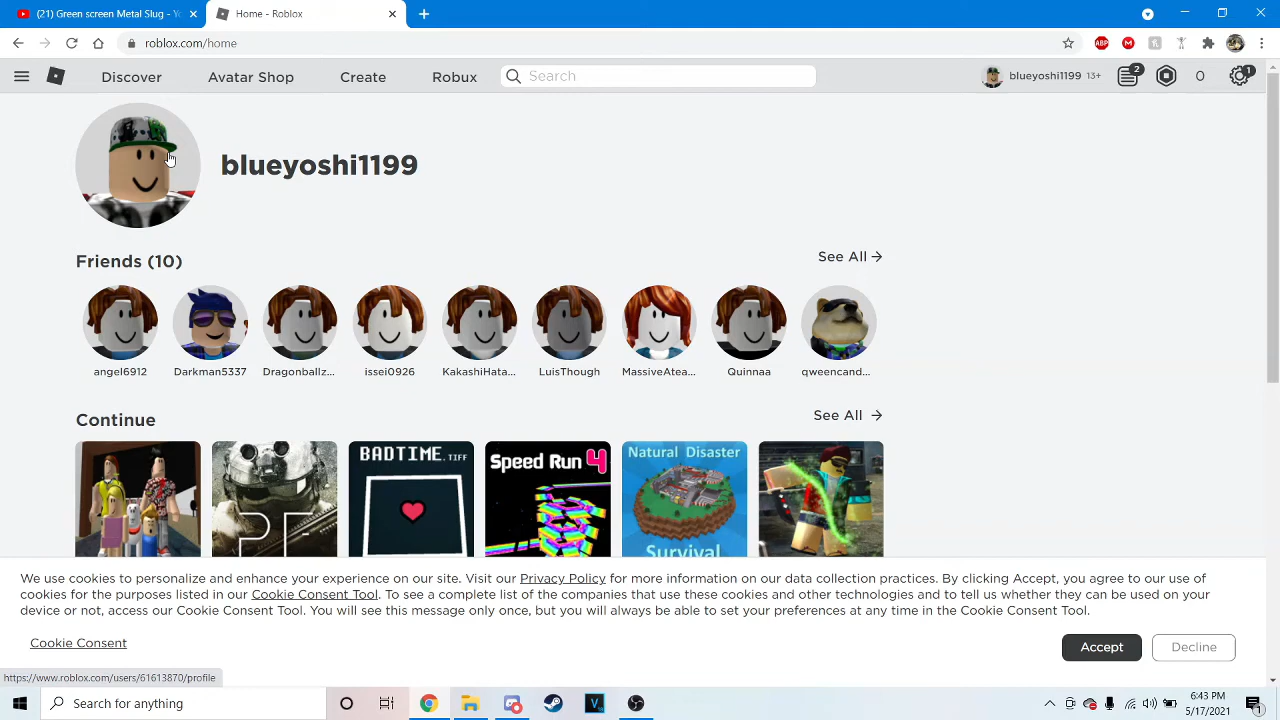 (21) Green screen Metal Slug - Yo
Home - Roblox
roblox.com/home
ABP
Discover
Avatar Shop
Create
Robux
Search
blueyoshi1199 13+
2
0
1
blueyoshi1199
Friends (10)
See All
angel6912
Darkman5337
Dragonballz...
issei0926
KakashiHata...
LuisThough
MassiveAtea...
Quinnaa
qweencand...
Continue
See All
PF
BADTIME.TIFF
Speed Run 4
Natural Disaster
Survival
We use cookies to personalize and enhance your experience on our site. Visit our Privacy Policy for more information on our data collection practices. By clicking Accept, you agree to our use of
cookies for the purposes listed in our Cookie Consent Tool. To see a complete list of the companies that use these cookies and other technologies and to tell us whether they can be used on your
device or not, access our Cookie Consent Tool. You will see this message only once, but you will always be able to set your preferences at any time in the Cookie Consent Tool.
Cookie Consent
Accept
Decline
https://www.roblox.com/users/61613870/profile
Search for anything
6:43 PM
5/17/2021
1